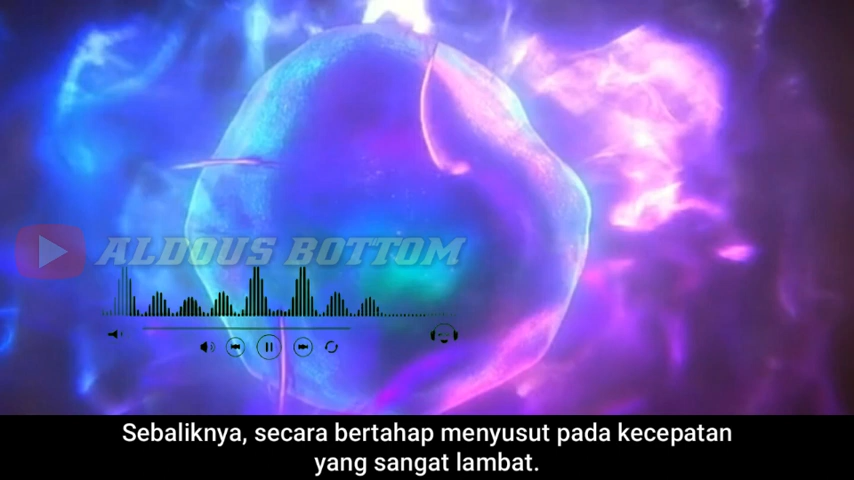 ALDOUS BOTTOM
Sebaliknya, secara bertahap menyusut pada kecepatan
yang sangat lambat.